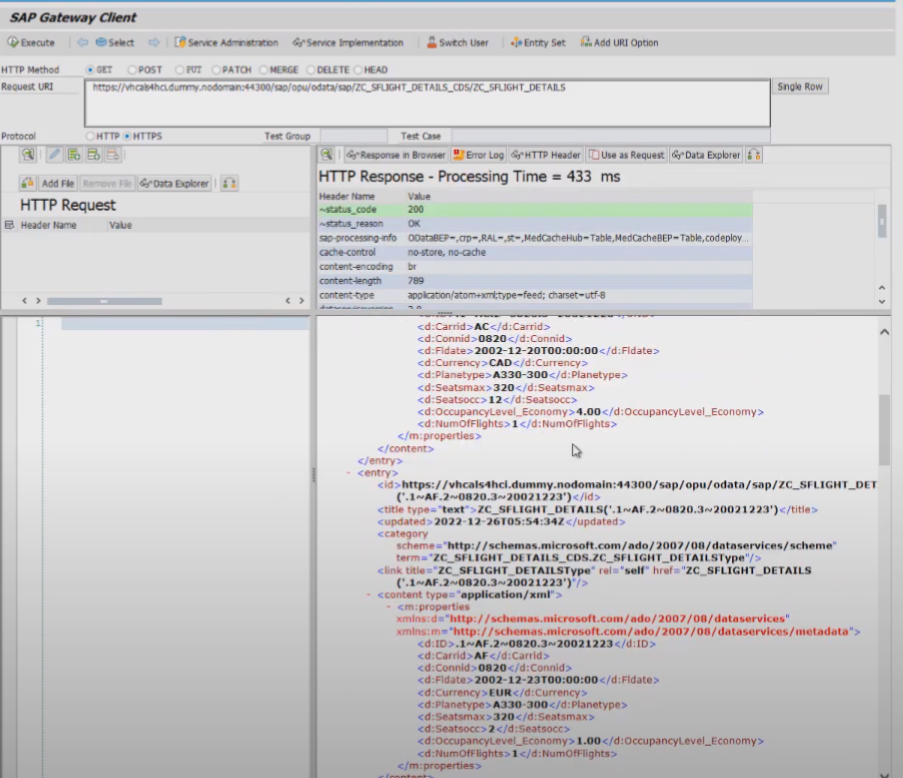 SAP Gateway Client
Execute Select Service Administration Service Implementation Switch User Entity Set Add URI Option
HTTP Method GET POST PUT PATCH MERGE DELETE HEAD
Request URI https://vhcals4hci.dummy.nodomain:44300/sap/opu/odata/sap/ZC_SFLIGHT_DETAILS_CDS/ZC_SFLIGHT_DETAILS Single Row
Protocol HTTP HTTPS Test Group Test Case
Add File Remove File Data Explorer
HTTP Request
Header Name Value
1
Response in Browser Error Log HTTP Header Use as Request Data Explorer
HTTP Response - Processing Time = 433 ms
Header Name Value
~status_code 200
~status_reason OK
sap-processing-info ODataBEP=,crp=,RAL=,st=,MedCacheHub=Table,MedCacheBEP=Table,codeploy...
cache-control no-store, no-cache
content-encoding br
content-length 789
content-type application/atom+xml;type=feed; charset=utf-8
<d:Carrid>AC</d:Carrid>
<d:Connid>0820</d:Connid>
<d:Fldate>2002-12-20T00:00:00</d:Fldate>
<d:Currency>CAD</d:Currency>
<d:Planetype>A330-300</d:Planetype>
<d:Seatsmax>320</d:Seatsmax>
<d:Seatsocc>12</d:Seatsocc>
<d:OccupancyLevel_Economy>4.00</d:OccupancyLevel_Economy>
<d:NumOfFlights>1</d:NumOfFlights>
</m:properties>
</content>
</entry>
- <entry>
<id>https://vhcals4hci.dummy.nodomain:44300/sap/opu/odata/sap/ZC_SFLIGHT_DET
('.1~AF.2~0820.3~20021223')</id>
<title type="text">ZC_SFLIGHT_DETAILS('.1~AF.2~0820.3~20021223')</title>
<updated>2022-12-26T05:54:34Z</updated>
<category
scheme="http://schemas.microsoft.com/ado/2007/08/dataservices/scheme"
term="ZC_SFLIGHT_DETAILS_CDS.ZC_SFLIGHT_DETAILSType"/>
<link title="ZC_SFLIGHT_DETAILSType" rel="self" href="ZC_SFLIGHT_DETAILS
('.1~AF.2~0820.3~20021223')"/>
- <content type="application/xml">
- <m:properties
xmlns:d="http://schemas.microsoft.com/ado/2007/08/dataservices"
xmlns:m="http://schemas.microsoft.com/ado/2007/08/dataservices/metadata">
<d:ID>.1~AF.2~0820.3~20021223</d:ID>
<d:Carrid>AF</d:Carrid>
<d:Connid>0820</d:Connid>
<d:Fldate>2002-12-23T00:00:00</d:Fldate>
<d:Currency>EUR</d:Currency>
<d:Planetype>A330-300</d:Planetype>
<d:Seatsmax>320</d:Seatsmax>
<d:Seatsocc>2</d:Seatsocc>
<d:OccupancyLevel_Economy>1.00</d:OccupancyLevel_Economy>
<d:NumOfFlights>1</d:NumOfFlights>
</m:properties>